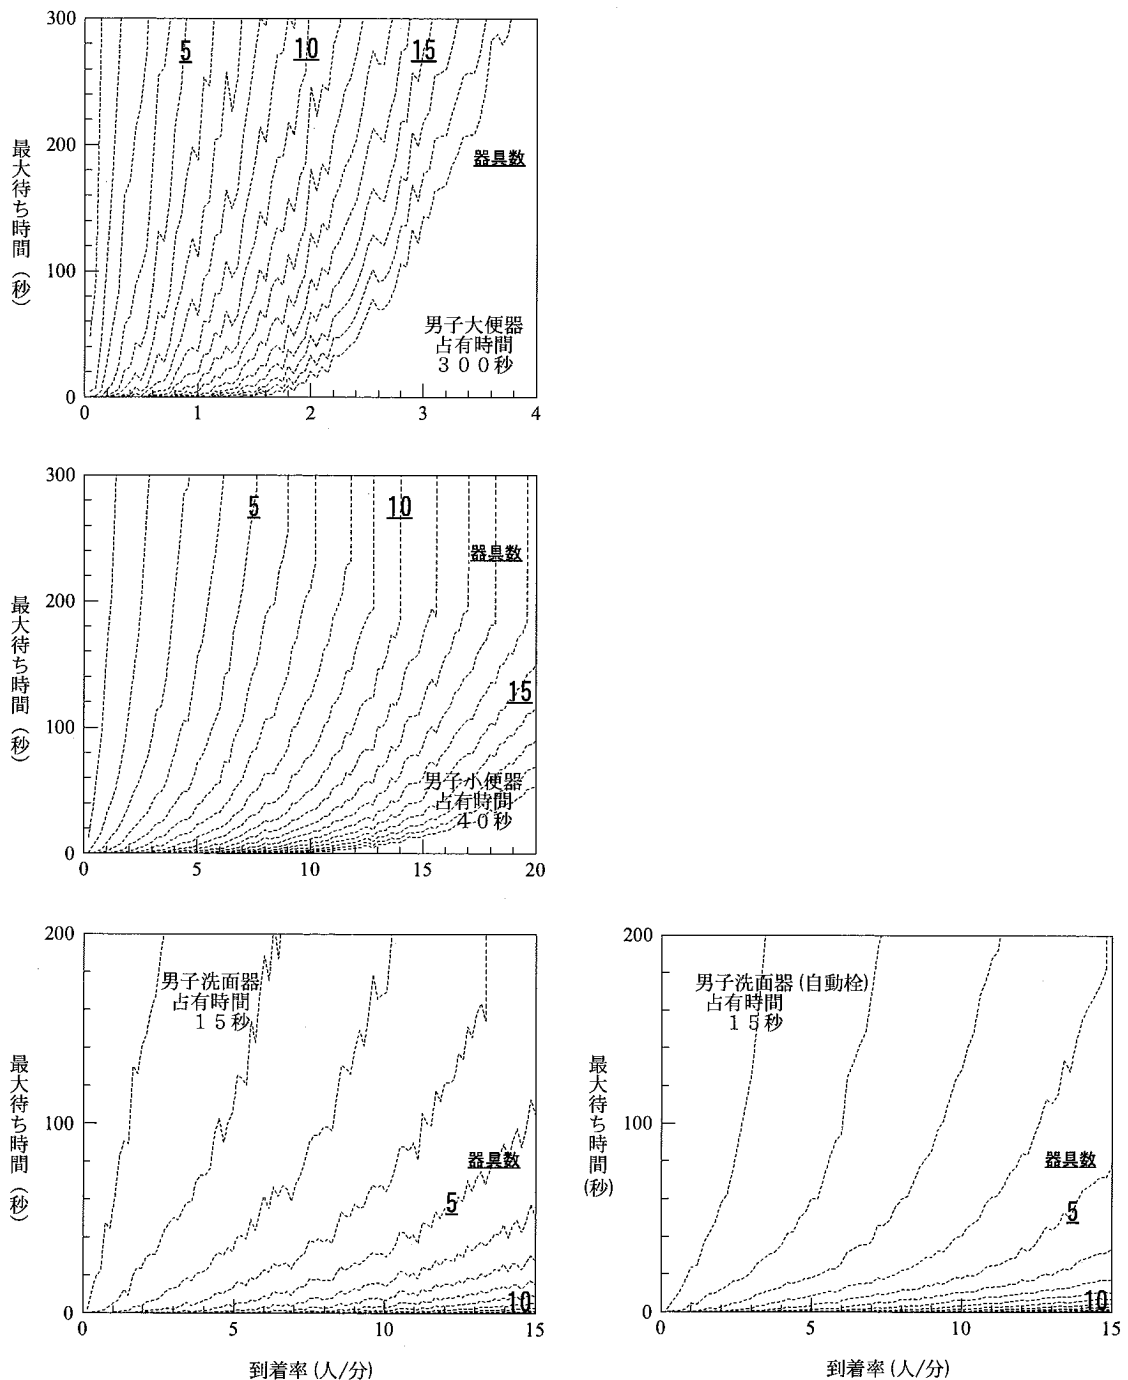 300
200
100
0
最大待ち時間（秒）
5
10
15
器具数
男子大便器
占有時間
３００秒
0
1
2
3
4
300
200
100
0
最大待ち時間（秒）
5
10
器具数
15
男子小便器
占有時間
４０秒
0
5
10
15
20
200
100
0
最大待ち時間（秒）
男子洗面器
占有時間
１５秒
器具数
5
10
0
5
10
15
到着率(人/分)
200
100
0
最大待ち時間(秒)
男子洗面器(自動栓)
占有時間
１５秒
器具数
5
10
0
5
10
15
到着率(人/分)